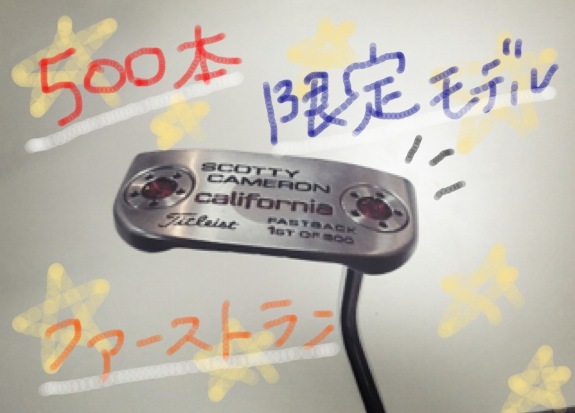 500本
限定モデル
SCOTTY
CAMERON
california
Titleist
FASTBACK
1ST OF 500
ファーストラン